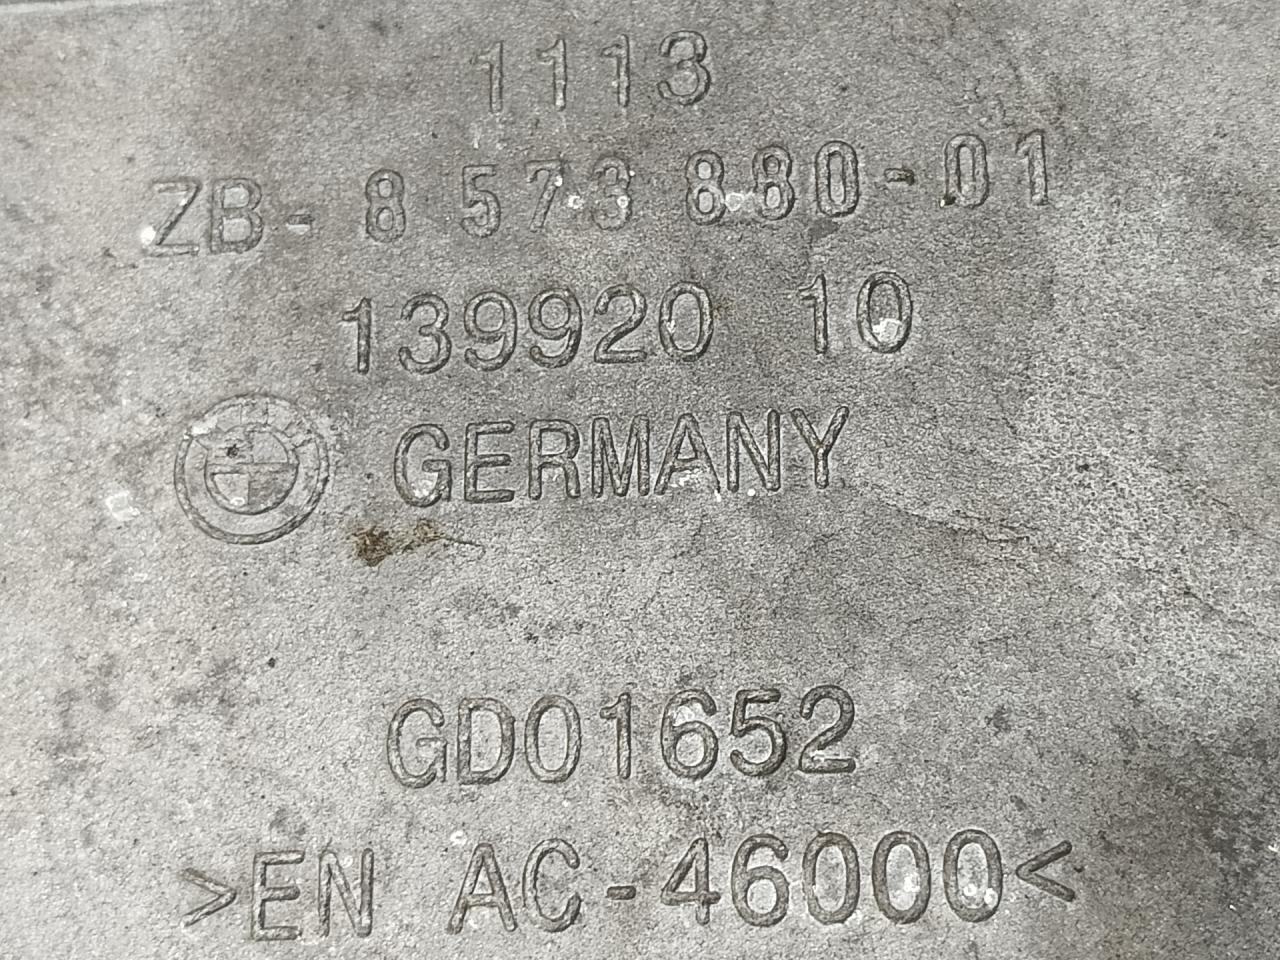 1113
ZB-8 573 880-01
139920 10
GERMANY
GD01652
>EN AC-46000<